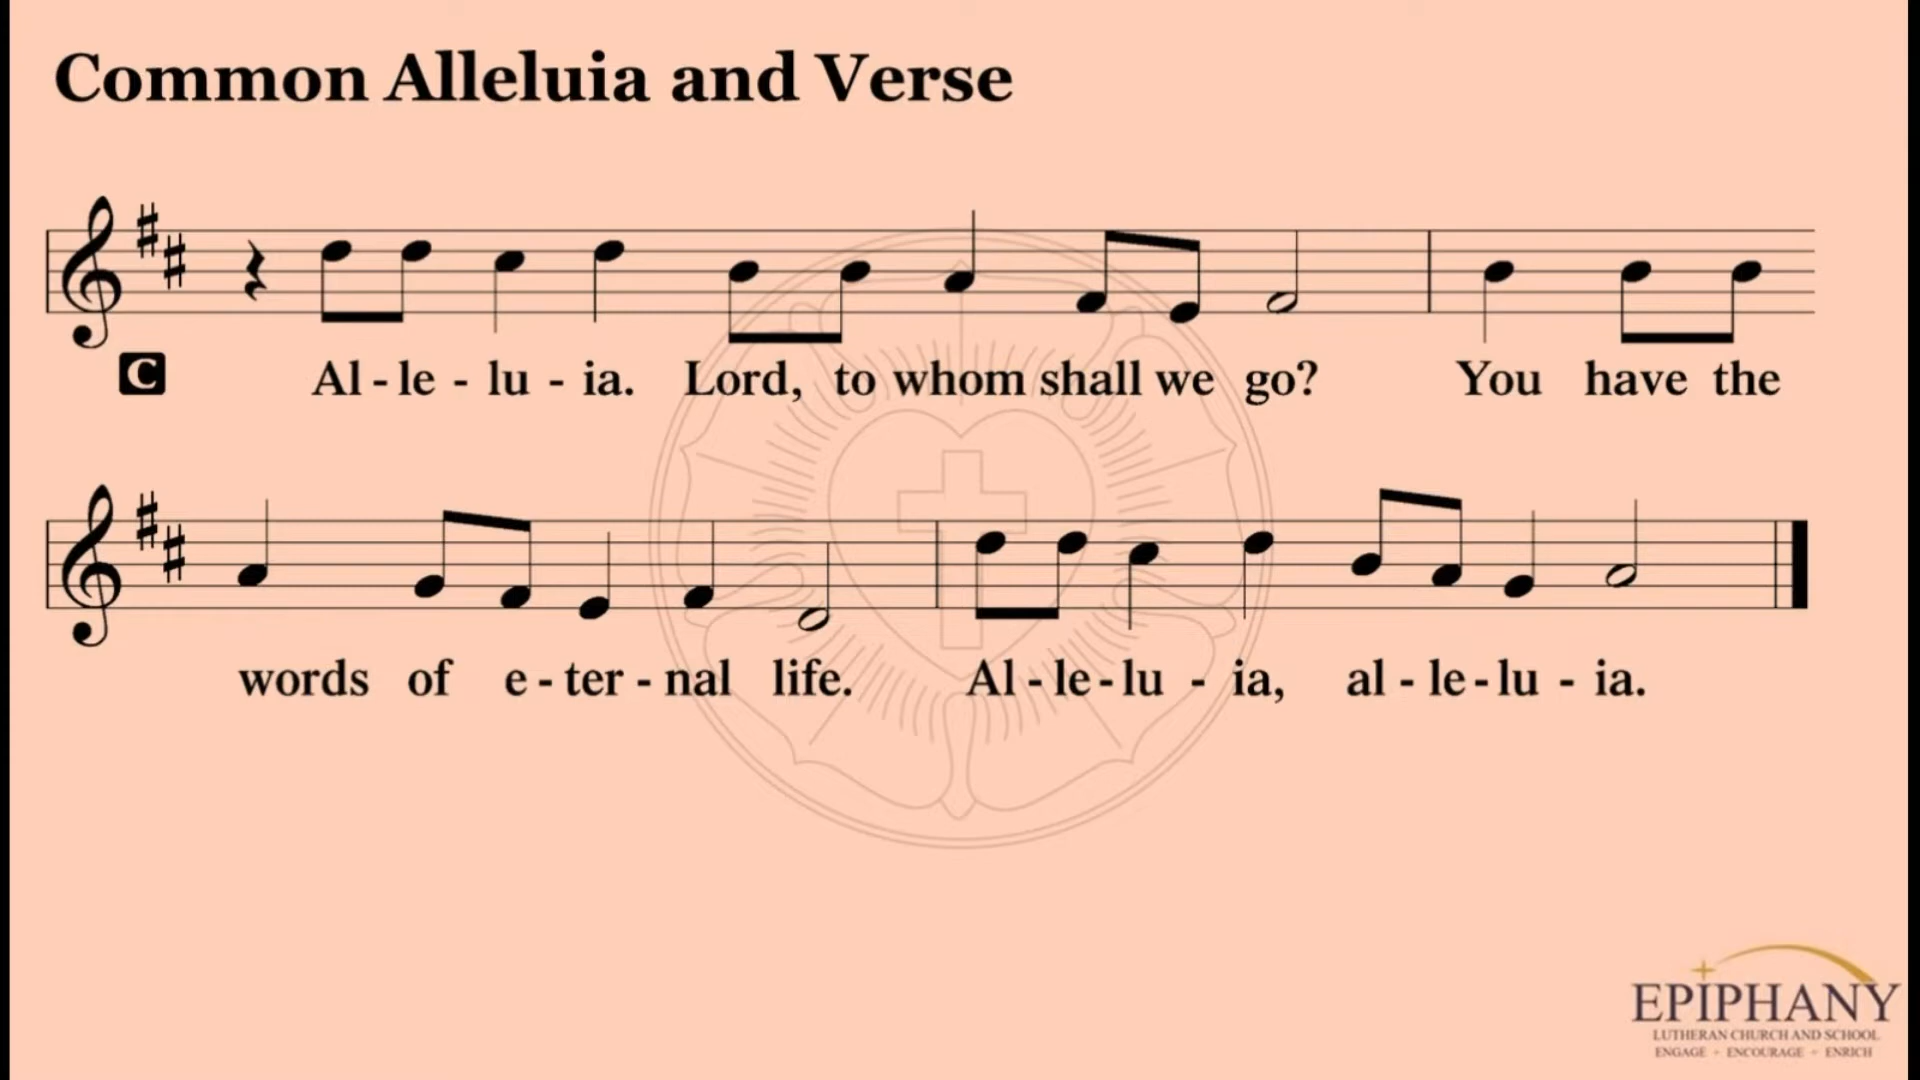 Common Alleluia and Verse
C Al - le - lu - ia. Lord, to whom shall we go? You have the
words of e - ter - nal life. Al - le - lu - ia, al - le - lu - ia.
EPIPHANY
LUTHERAN CHURCH AND SCHOOL
ENGAGE - ENCOURAGE - ENRICH